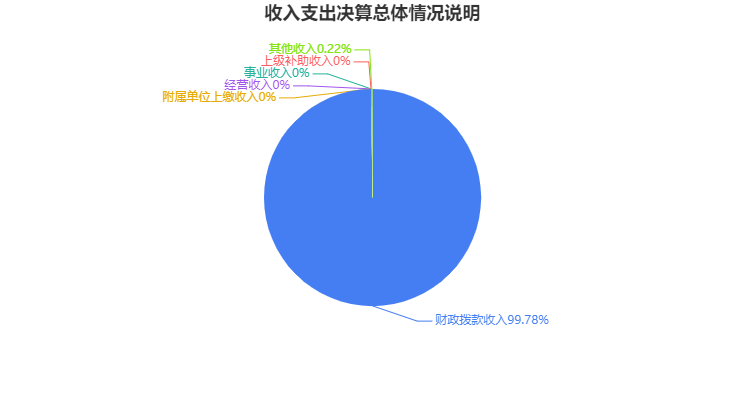 收入支出决算总体情况说明
其他收入0.22%
上级补助收入0%
事业收入0%
经营收入0%
附属单位上缴收入0%
财政拨款收入99.78%